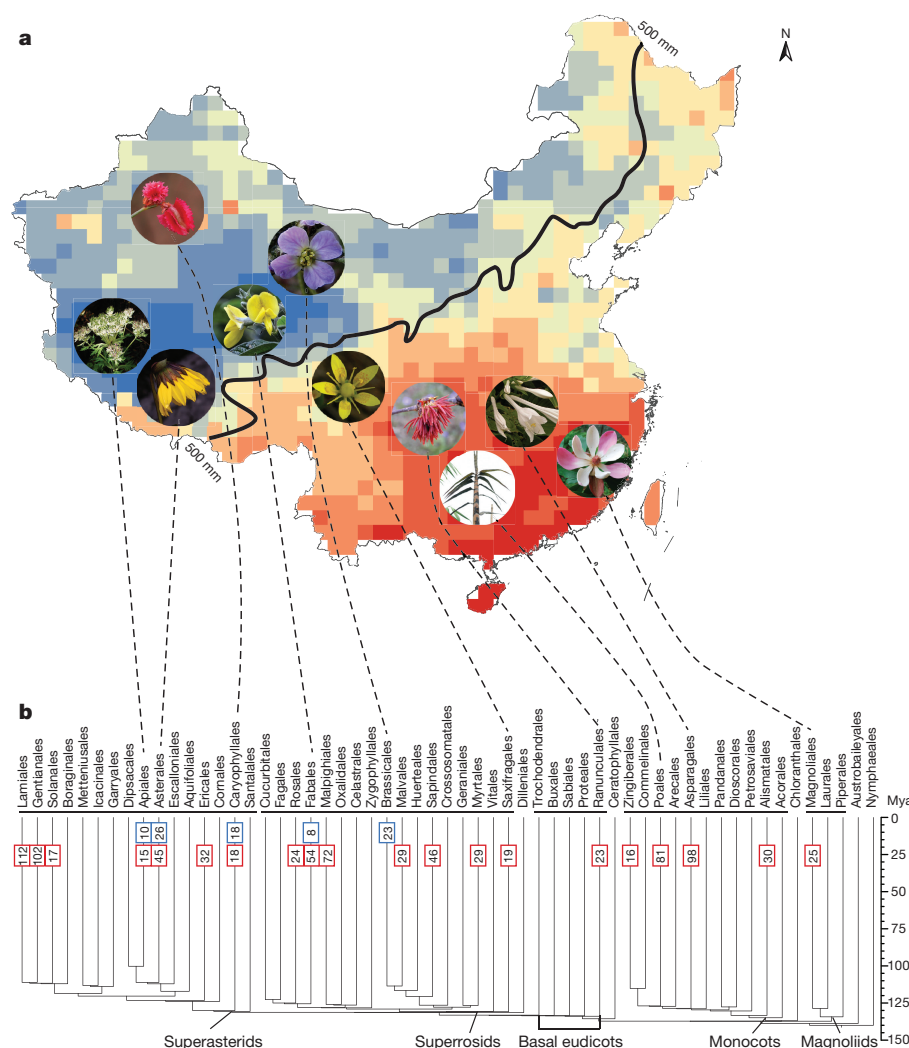 a
500 mm
N
500 mm
b
Lamiales
Gentianales
Solanales
Boraginales
Metteniusales
Icacinales
Garryales
Dipsacales
Apiales
Asterales
Escalloniales
Aquifoliales
Ericales
Cornales
Caryophyllales
Santalales
Cucurbitales
Fagales
Rosales
Fabales
Malpighiales
Oxalidales
Celastrales
Zygophyllales
Brassicales
Malvales
Huerteales
Sapindales
Crossosomatales
Geraniales
Myrtales
Vitales
Saxifragales
Dilleniales
Trochodendrales
Buxales
Sabiales
Proteales
Ranunculales
Ceratophyllales
Zingiberales
Commelinales
Poales
Arecales
Asparagales
Liliales
Pandanales
Dioscorales
Petrosaviales
Alismatales
Acorales
Chloranthales
Magnoliales
Laurales
Piperales
Austrobaileyales
Nymphaeales
Mya
0
10 26 18 8 23
112 102 17 15 45 32 18 24 54 72 29 46 29 19 23 16 81 98 30 25
25
50
75
100
125
150
Superasterids Superrosids Basal eudicots Monocots Magnoliids